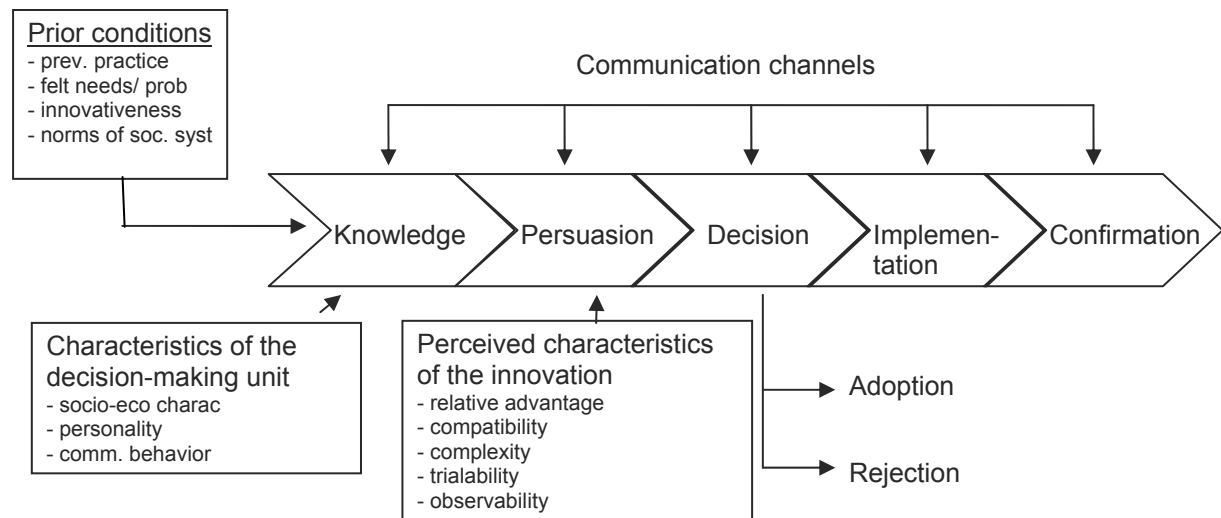 Prior conditions
- prev. practice
- felt needs/ prob
- innovativeness
- norms of soc. syst
Communication channels
Knowledge
Persuasion
Decision
Implemen-
tation
Confirmation
Characteristics of the
decision-making unit
- socio-eco charac
- personality
- comm. behavior
Perceived characteristics
of the innovation
- relative advantage
- compatibility
- complexity
- trialability
- observability
Adoption
Rejection